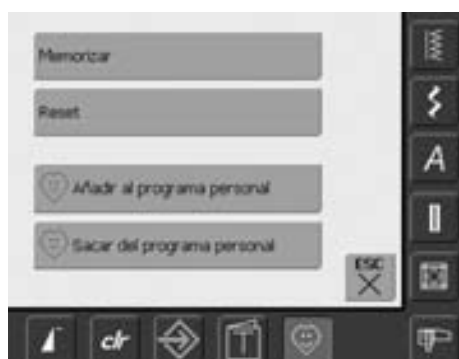 Memorizar
Reset
Añadir al programa personal
Sacar del programa personal
ESC
A
clr